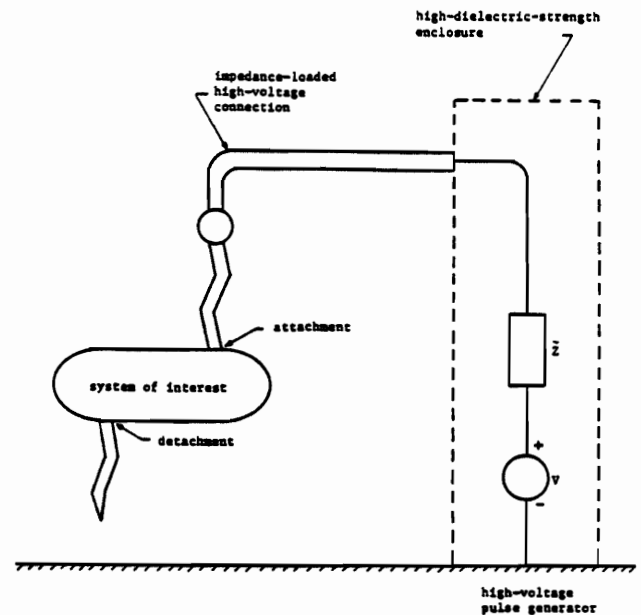 high-dielectric-strength
enclosure
impedance-loaded
high-voltage
connection
attachment
system of interest
detachment
Z̃
+
V
-
high-voltage
pulse generator